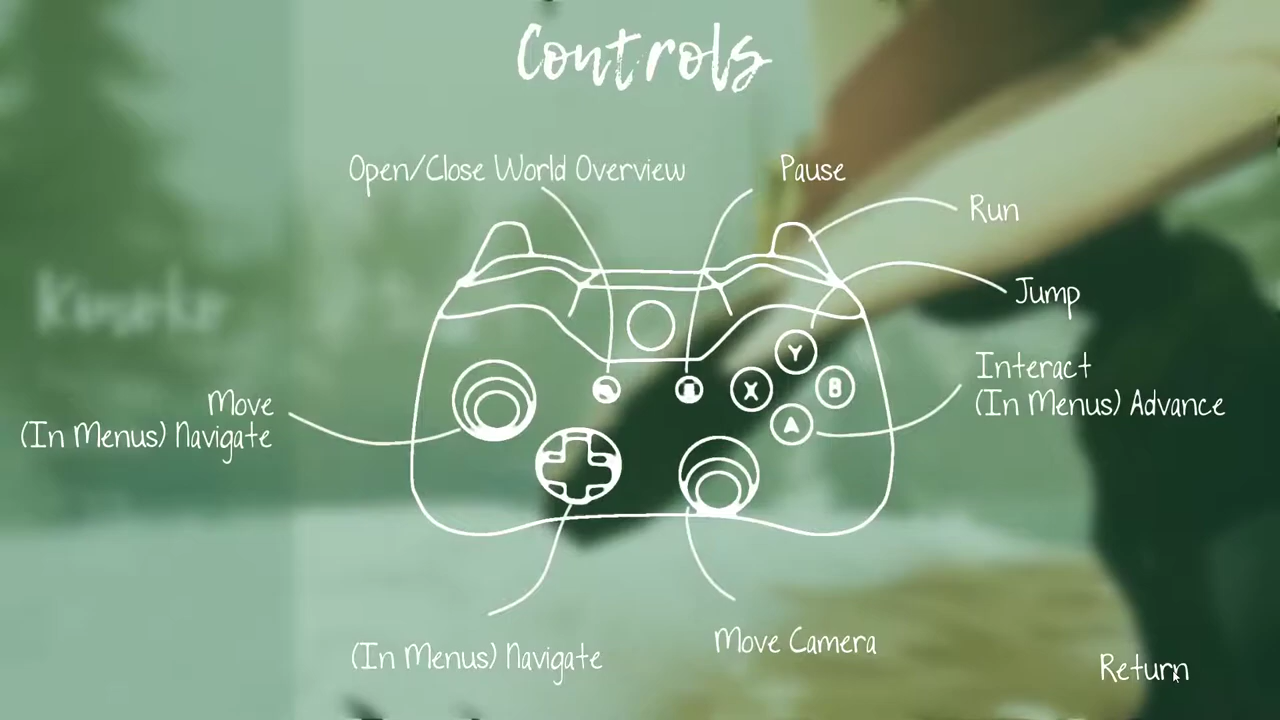 Controls
Open/Close World Overview
Pause
Run
Jump
Interact
(In Menus) Advance
Move
(In Menus) Navigate
Y
X
B
A
(In Menus) Navigate
Move Camera
Return